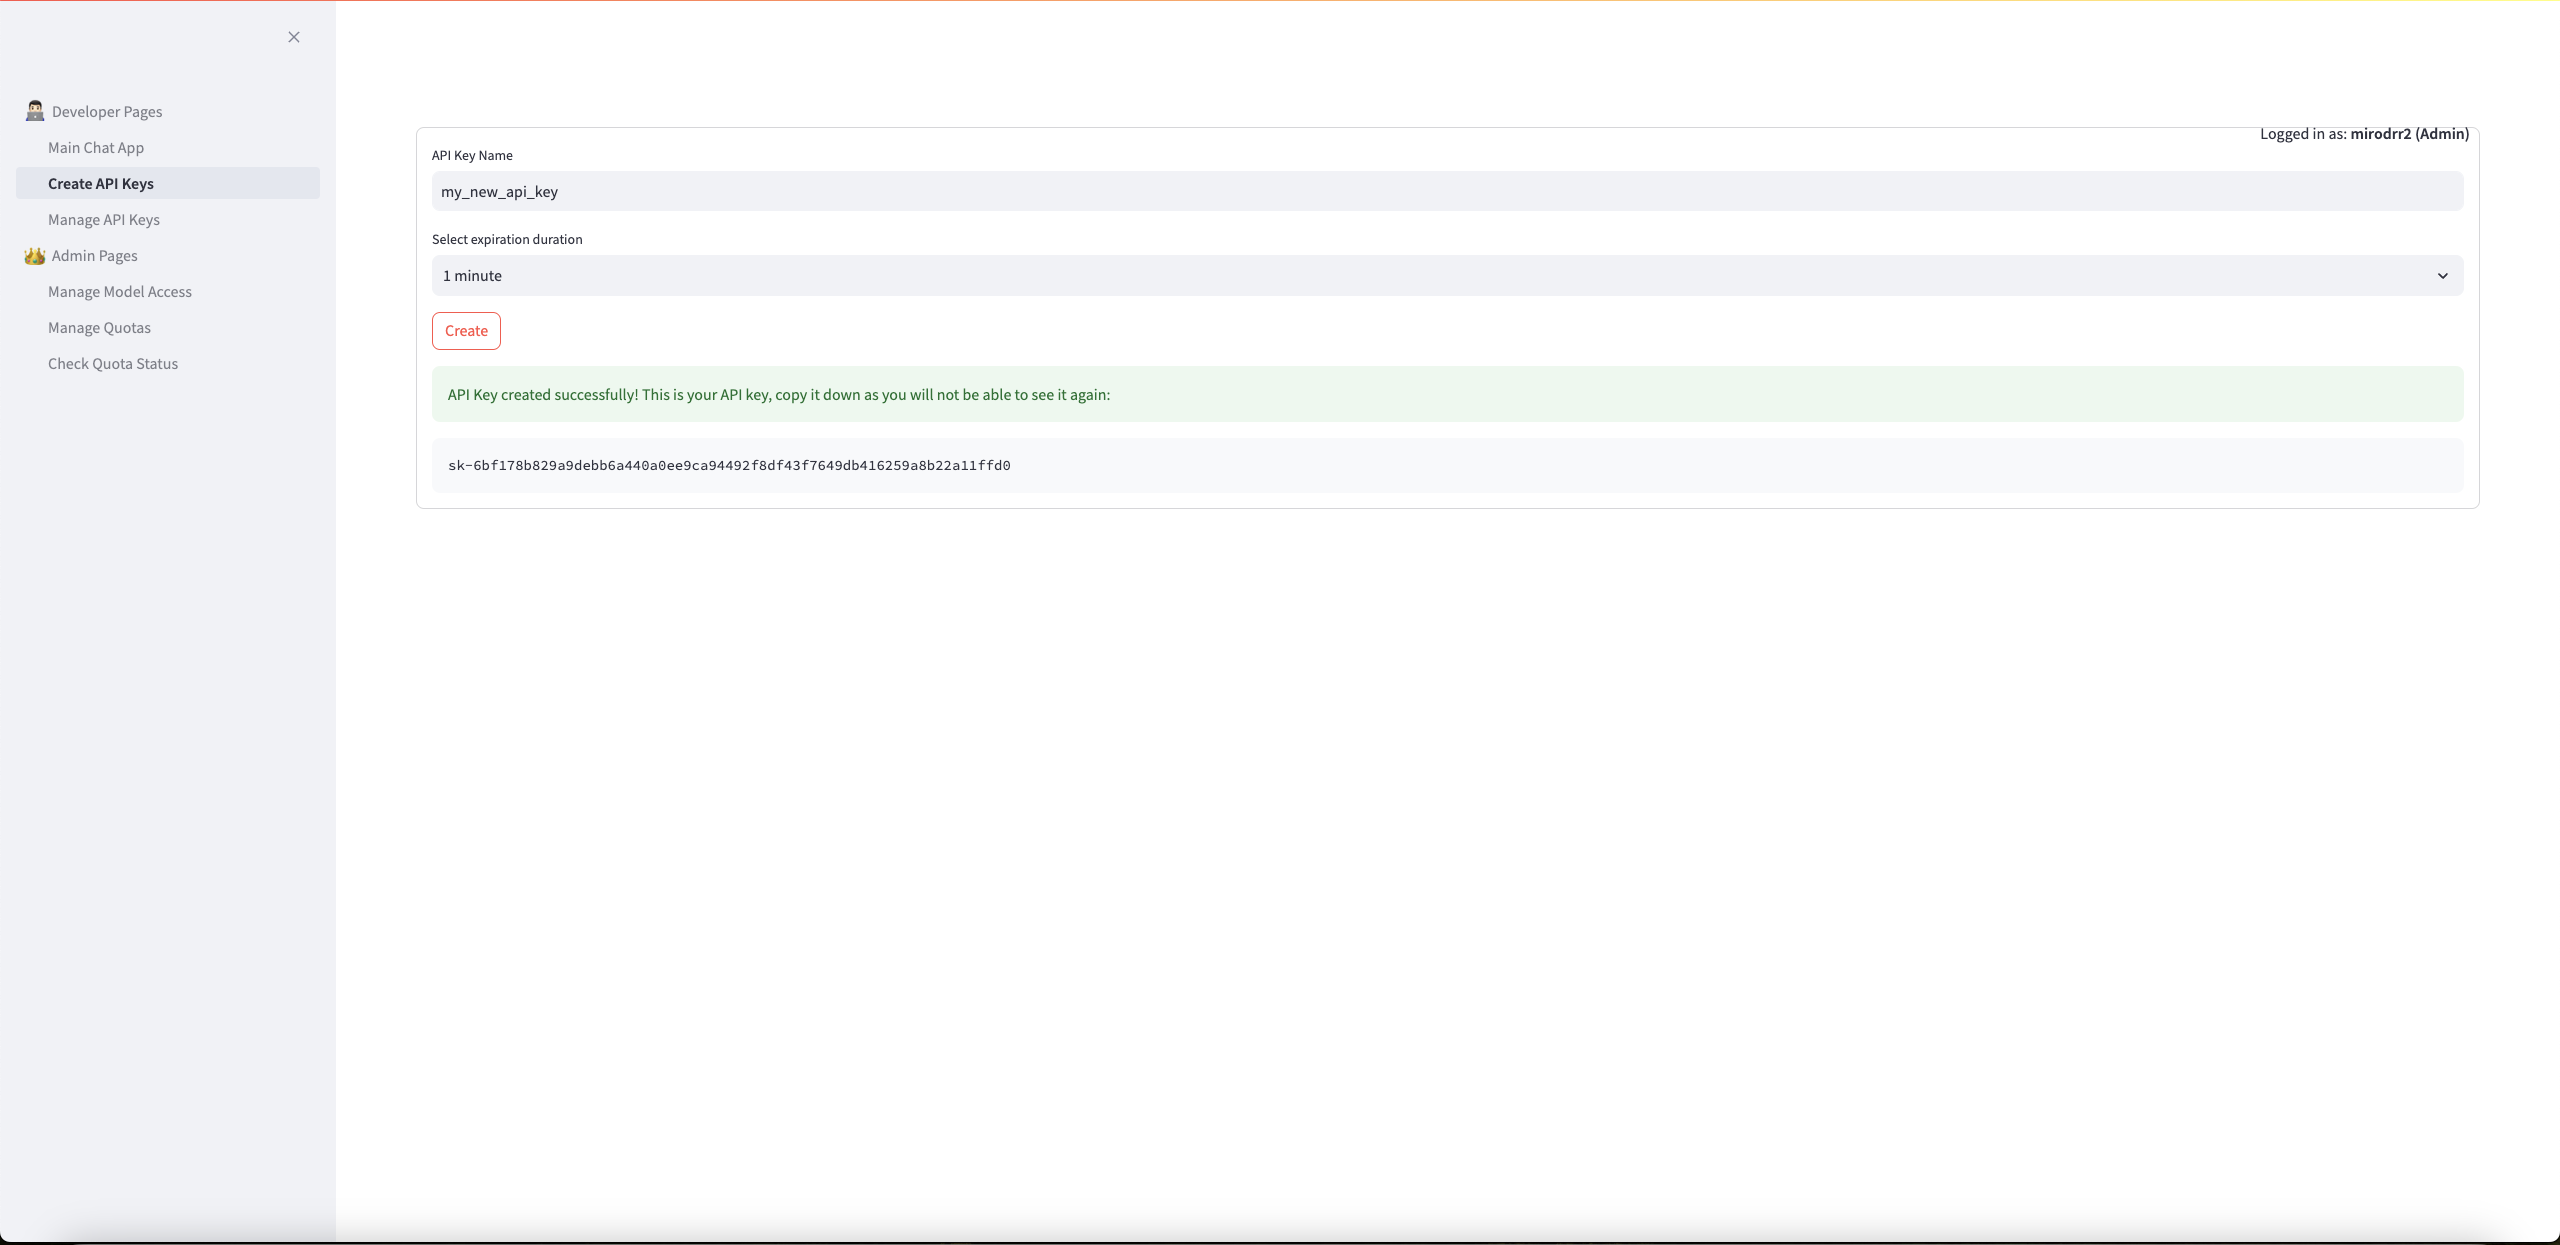 Developer Pages
Main Chat App
Create API Keys
Manage API Keys
Admin Pages
Manage Model Access
Manage Quotas
Check Quota Status
Logged in as: mirodrr2 (Admin)
API Key Name
my_new_api_key
Select expiration duration
1 minute
Create
API Key created successfully! This is your API key, copy it down as you will not be able to see it again:
sk-6bf178b829a9debb6a440a0ee9ca94492f8df43f7649db416259a8b22a11ffd0